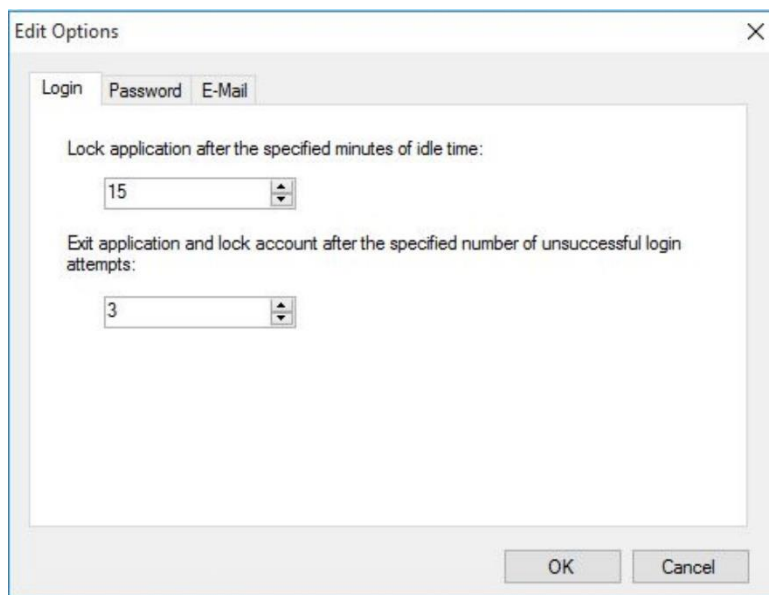 Edit Options
Login Password E-Mail
Lock application after the specified minutes of idle time:
15
Exit application and lock account after the specified number of unsuccessful login
attempts:
3
OK Cancel